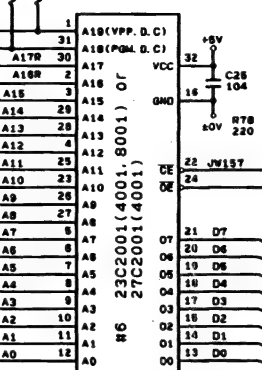 1 A19(VPP.D.C)
31 A18(PGM.D.C) +5V
A17R 30 A17 VCC 32
A16R 2 A16 C25
A15 3 A15 104
A14 29 A14 GND 16
A13 28 A13
A12 4 A12 ±0V R78
A11 25 A11 220
A10 23 A10 CE 22 JW157
A9 26 A9 OE 24
A8 27 A8
A7 5 A7 O7 21 D7
A6 6 A6 O6 20 D6
A5 7 A5 O5 19 D5
A4 8 A4 O4 18 D4
A3 9 A3 O3 17 D3
A2 10 A2 O2 15 D2
A1 11 A1 O1 14 D1
A0 12 A0 O0 13 D0
#6 23C2001(4001.8001) or
27C2001(4001)